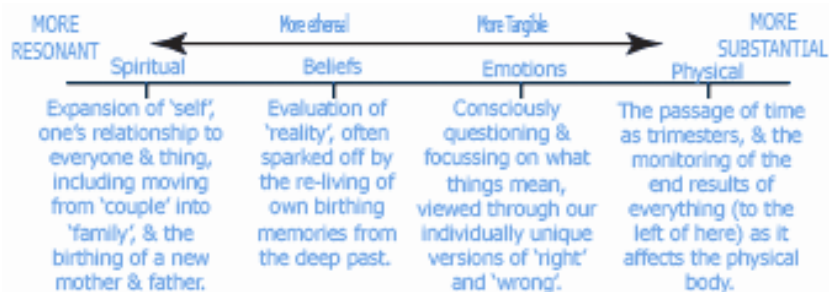 MORE RESONANT
More ethereal
More Tangible
MORE SUBSTANTIAL
Spiritual
Beliefs
Emotions
Physical
Expansion of 'self',
one's relationship to
everyone & thing,
including moving
from 'couple' into
'family', & the
birthing of a new
mother & father.
Evaluation of
'reality', often
sparked off by
the re-living of
own birthing
memories from
the deep past.
Consciously
questioning &
focussing on what
things mean,
viewed through our
individually unique
versions of 'right'
and 'wrong'.
The passage of time
as trimesters, & the
monitoring of the
end results of
everything (to the
left of here) as it
affects the physical
body.